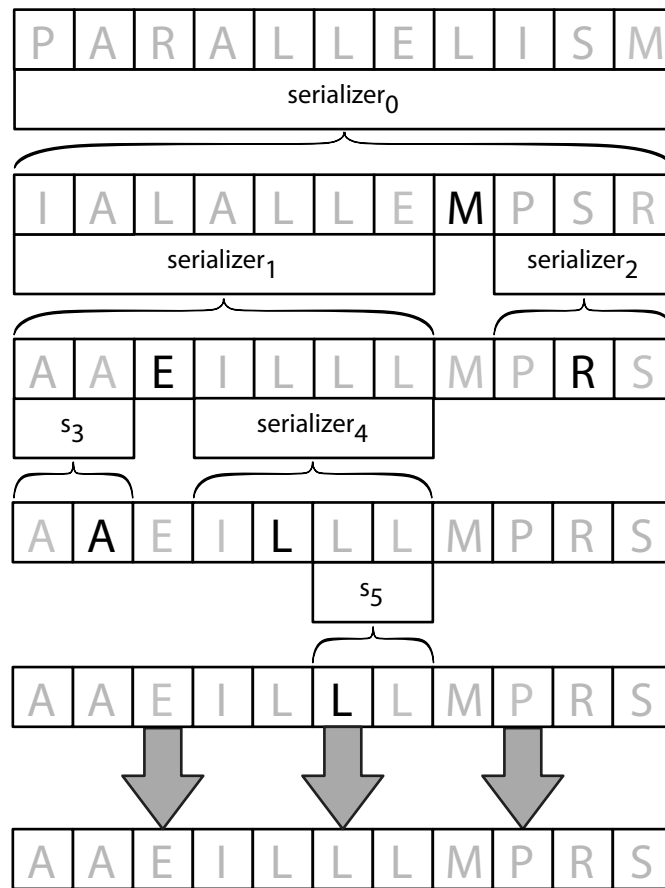 P A R A L L E L I S M
serializer0
I A L A L L E M P S R
serializer1 serializer2
A A E I L L L M P R S
s3 serializer4
A A E I L L L M P R S
s5
A A E I L L L M P R S
A A E I L L L M P R S